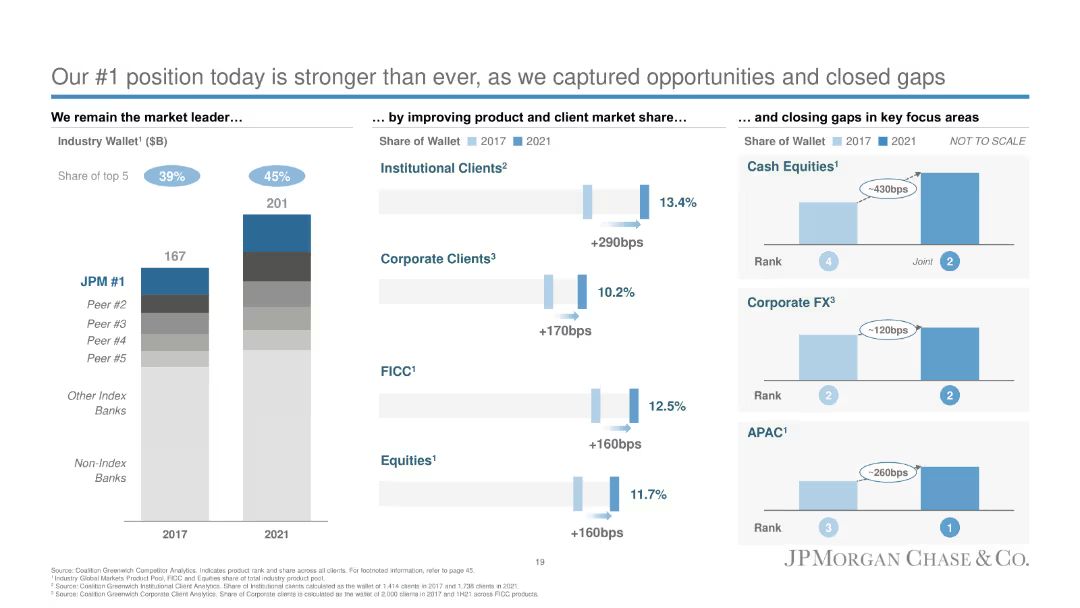 Our #1 position today is stronger than ever, as we captured opportunities and closed gaps
We remain the market leader…
Industry Wallet1 ($B)
Share of top 5
39%
45%
167
201
JPM #1
Peer #2
Peer #3
Peer #4
Peer #5
Other Index
Banks
Non-Index
Banks
2017
2021
… by improving product and client market share…
Share of Wallet 2017 2021
Institutional Clients2
13.4%
+290bps
Corporate Clients3
10.2%
+170bps
FICC1
12.5%
+160bps
Equities1
11.7%
+160bps
… and closing gaps in key focus areas
Share of Wallet 2017 2021 NOT TO SCALE
Cash Equities1
~430bps
Rank 4 Joint 2
Corporate FX3
~120bps
Rank 2 2
APAC1
~260bps
Rank 3 1
JPMORGAN CHASE & CO.
19
Source: Coalition Greenwich Competitor Analytics. Indicates product rank and share across all clients. For footnoted information, refer to page 45.
1 Industry Global Markets Product Pool, FICC and Equities share of total industry product pool.
2 Source: Coalition Greenwich Institutional Client Analytics. Share of Institutional clients calculated as the wallet of 1,414 clients in 2017 and 1,738 clients in 2021
3 Source: Coalition Greenwich Corporate Client Analytics. Share of Corporate clients is calculated as the wallet of 2,000 clients in 2017 and 1H21 across FICC products.